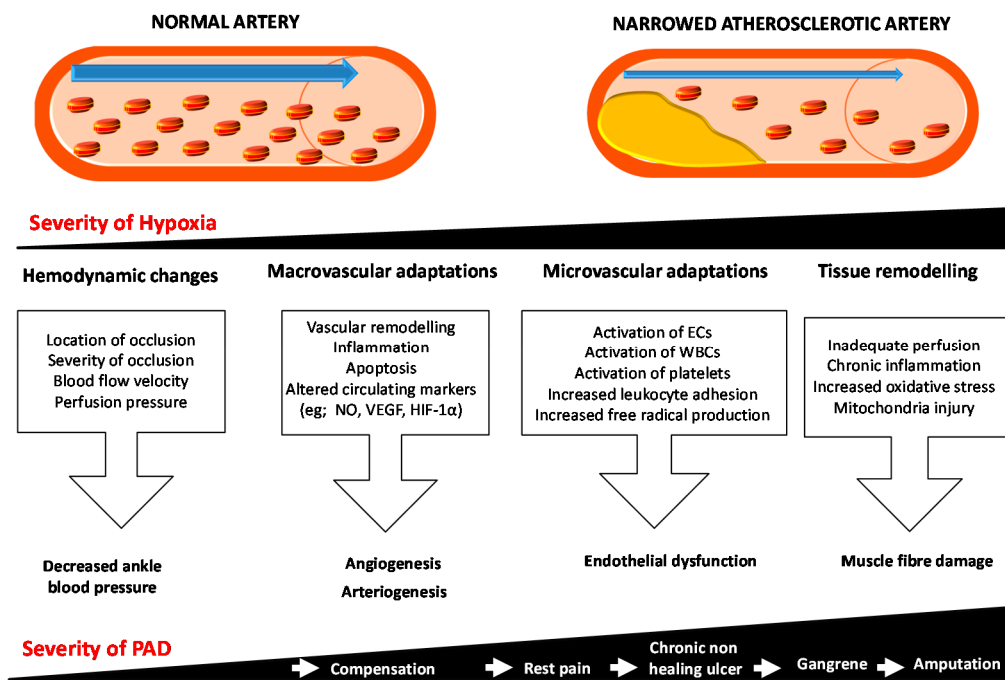 NORMAL ARTERY
NARROWED ATHEROSCLEROTIC ARTERY
Severity of Hypoxia
Hemodynamic changes
Location of occlusion
Severity of occlusion
Blood flow velocity
Perfusion pressure
Decreased ankle
blood pressure
Macrovascular adaptations
Vascular remodelling
Inflammation
Apoptosis
Altered circulating markers
(eg; NO, VEGF, HIF-1α)
Angiogenesis
Arteriogenesis
Microvascular adaptations
Activation of ECs
Activation of WBCs
Activation of platelets
Increased leukocyte adhesion
Increased free radical production
Endothelial dysfunction
Tissue remodelling
Inadequate perfusion
Chronic inflammation
Increased oxidative stress
Mitochondria injury
Muscle fibre damage
Severity of PAD
Compensation
Rest pain
Chronic non
healing ulcer
Gangrene
Amputation